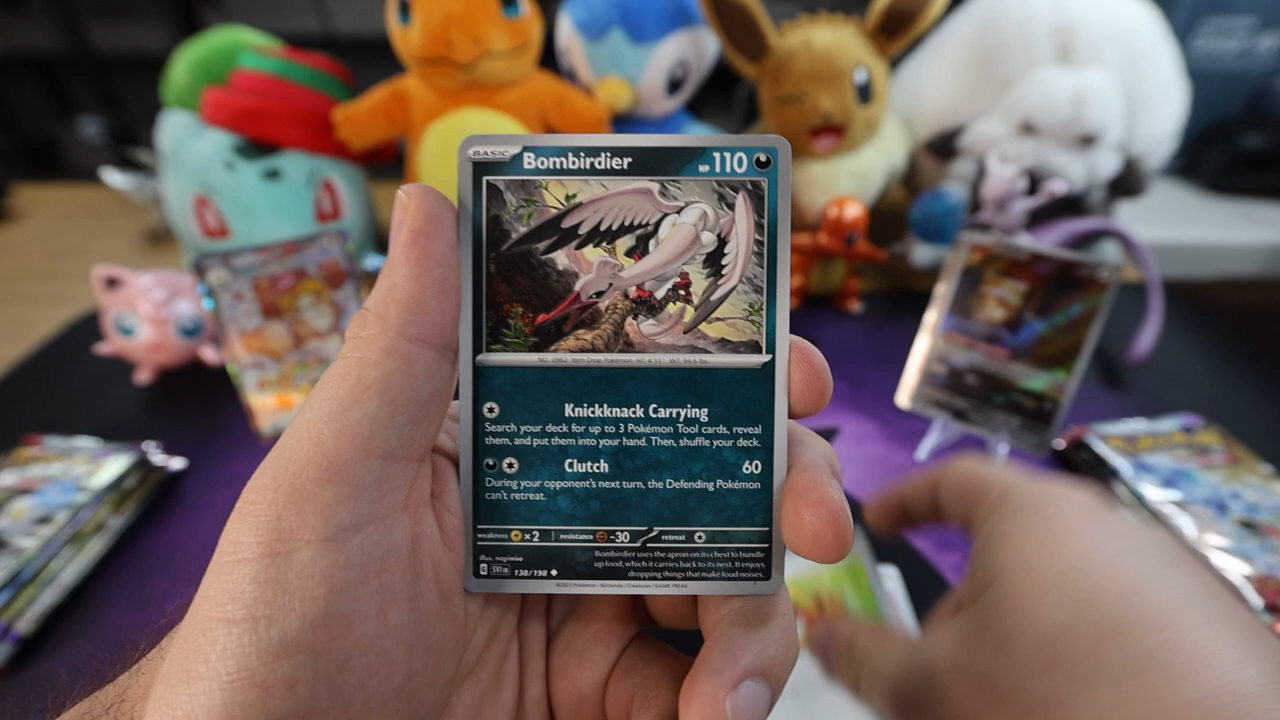 BASIC Bombirdier HP 110
NO. 0962 Item Drop Pokémon HT: 4'11" WT: 94.6 lbs
Knickknack Carrying
Search your deck for up to 3 Pokémon Tool cards, reveal
them, and put them into your hand. Then, shuffle your deck.
Clutch 60
During your opponent's next turn, the Defending Pokémon
can't retreat.
weakness x2 resistance -30 retreat
Illus. nagimiso
Bombirdier uses the apron on its chest to bundle
up food, which it carries back to its nest. It enjoys
dropping things that make loud noises.
G SVI EN 138/198
©2023 Pokémon / Nintendo / Creatures / GAME FREAK